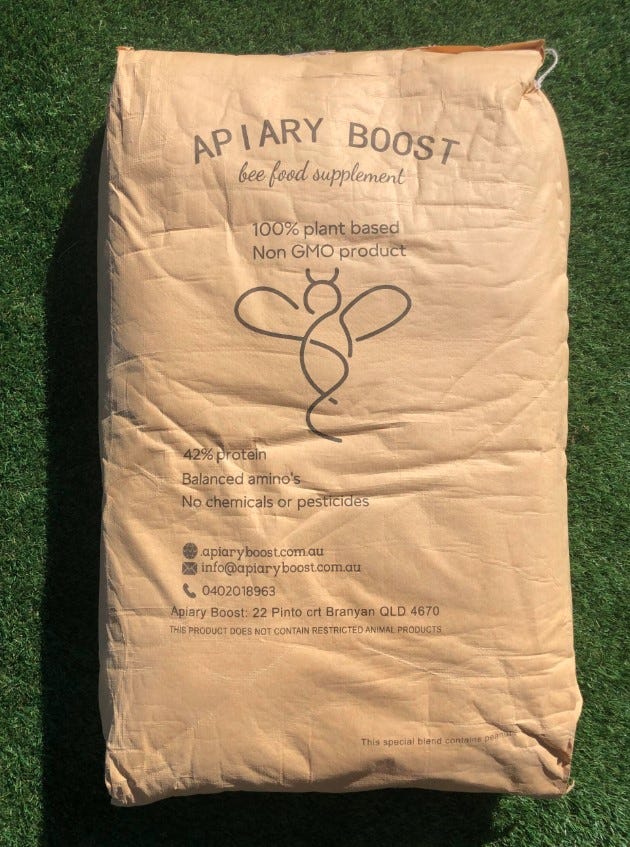 APIARY BOOST
bee food supplement
100% plant based
Non GMO product
42% protein
Balanced amino's
No chemicals or pesticides
apiaryboost.com.au
info@apiaryboost.com.au
0402018963
Apiary Boost: 22 Pinto crt Branyan QLD 4670
THIS PRODUCT DOES NOT CONTAIN RESTRICTED ANIMAL PRODUCTS
This special blend contains